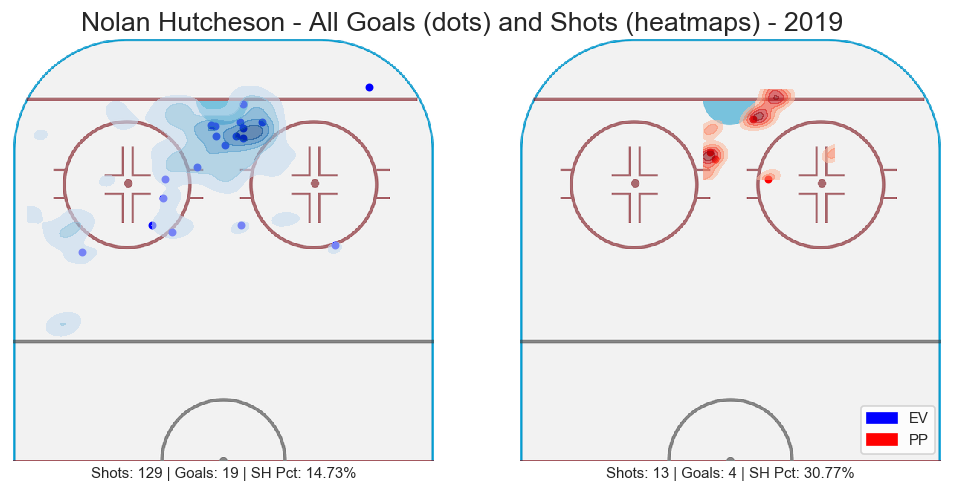 Nolan Hutcheson - All Goals (dots) and Shots (heatmaps) - 2019
EV
PP
Shots: 129 | Goals: 19 | SH Pct: 14.73%
Shots: 13 | Goals: 4 | SH Pct: 30.77%